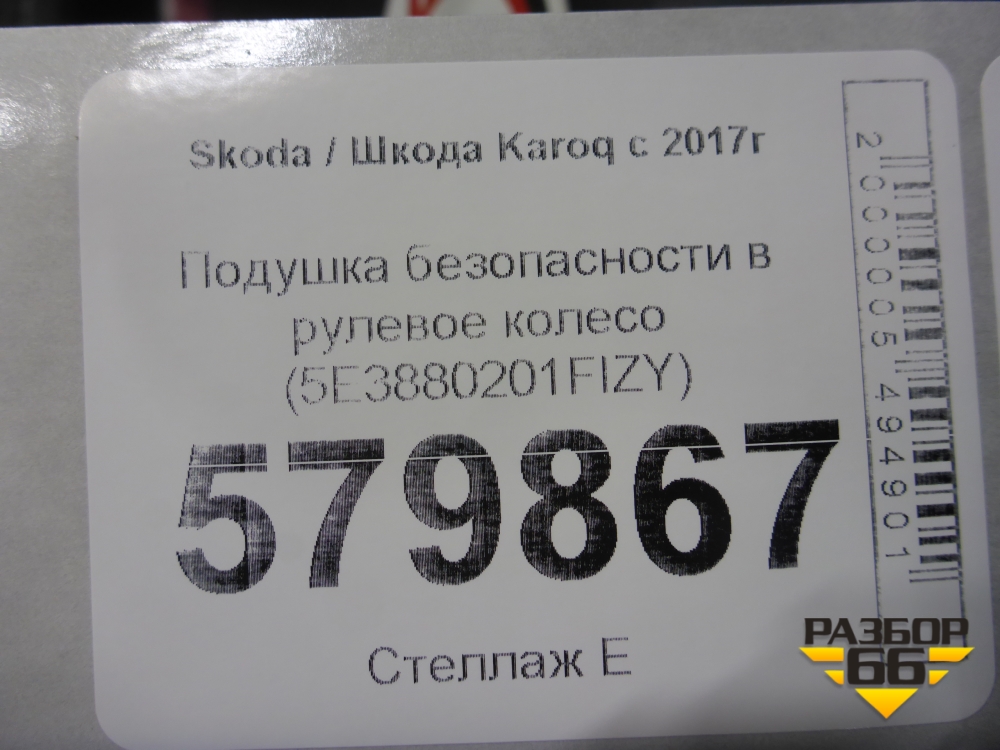 Skoda / Шкода Karoq с 2017г
Подушка безопасности в
рулевое колесо
(5E3880201FIZY)
579867
Стеллаж Е
2000005494901
РАЗБОР
66